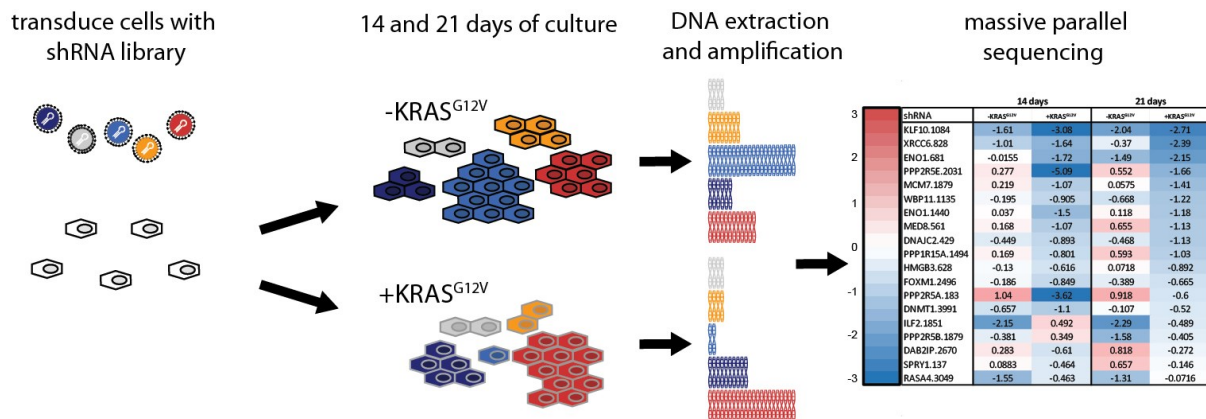 transduce cells with
shRNA library
14 and 21 days of culture
DNA extraction
and amplification
massive parallel
sequencing
-KRASG12V
+KRASG12V
3
2
1
0
-1
-2
-3
14 days 21 days
shRNA -KRASG12V +KRASG12V -KRASG12V +KRASG12V
KLF10.1084 -1.61 -3.08 -2.04 -2.71
XRCC6.828 -1.01 -1.64 -0.37 -2.39
ENO1.681 -0.0155 -1.72 -1.49 -2.15
PPP2R5E.2031 0.277 -5.09 0.552 -1.66
MCM7.1879 0.219 -1.07 0.0575 -1.41
WBP11.1135 -0.195 -0.905 -0.668 -1.22
ENO1.1440 0.037 -1.5 0.118 -1.18
MED8.561 0.168 -1.07 0.655 -1.13
DNAJC2.429 -0.449 -0.893 -0.468 -1.13
PPP1R15A.1494 0.169 -0.801 0.593 -1.03
HMGB3.628 -0.13 -0.616 0.0718 -0.892
FOXM1.2496 -0.186 -0.849 -0.389 -0.665
PPP2R5A.183 1.04 -3.62 0.918 -0.6
DNMT1.3991 -0.657 -1.1 -0.107 -0.52
ILF2.1851 -2.15 0.492 -2.29 -0.489
PPP2R5B.1879 -0.381 0.349 -1.58 -0.405
DAB2IP.2670 0.283 -0.61 0.818 -0.272
SPRY1.137 0.0883 -0.464 0.657 -0.146
RASA4.3049 -1.55 -0.463 -1.31 -0.0716